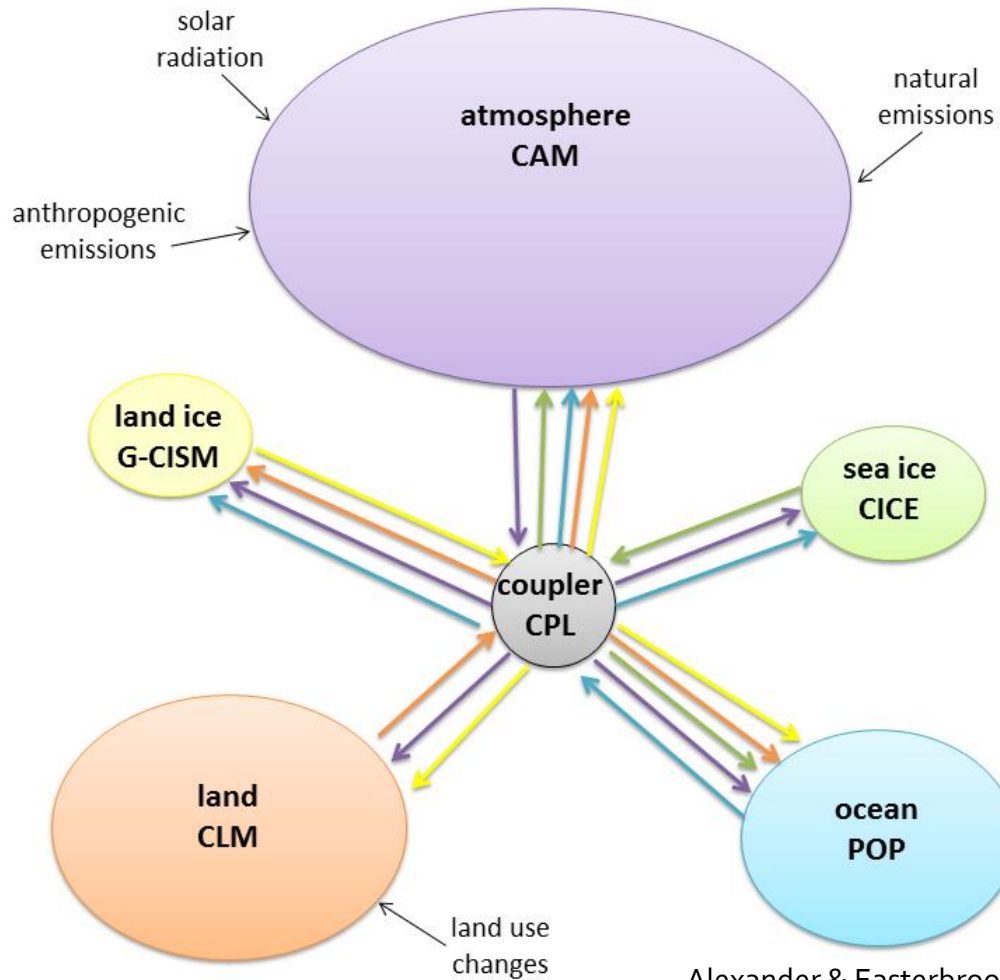 solar
radiation
natural
emissions
atmosphere
CAM
anthropogenic
emissions
land ice
G-CISM
sea ice
CICE
coupler
CPL
land
CLM
ocean
POP
land use
changes
Alexander &